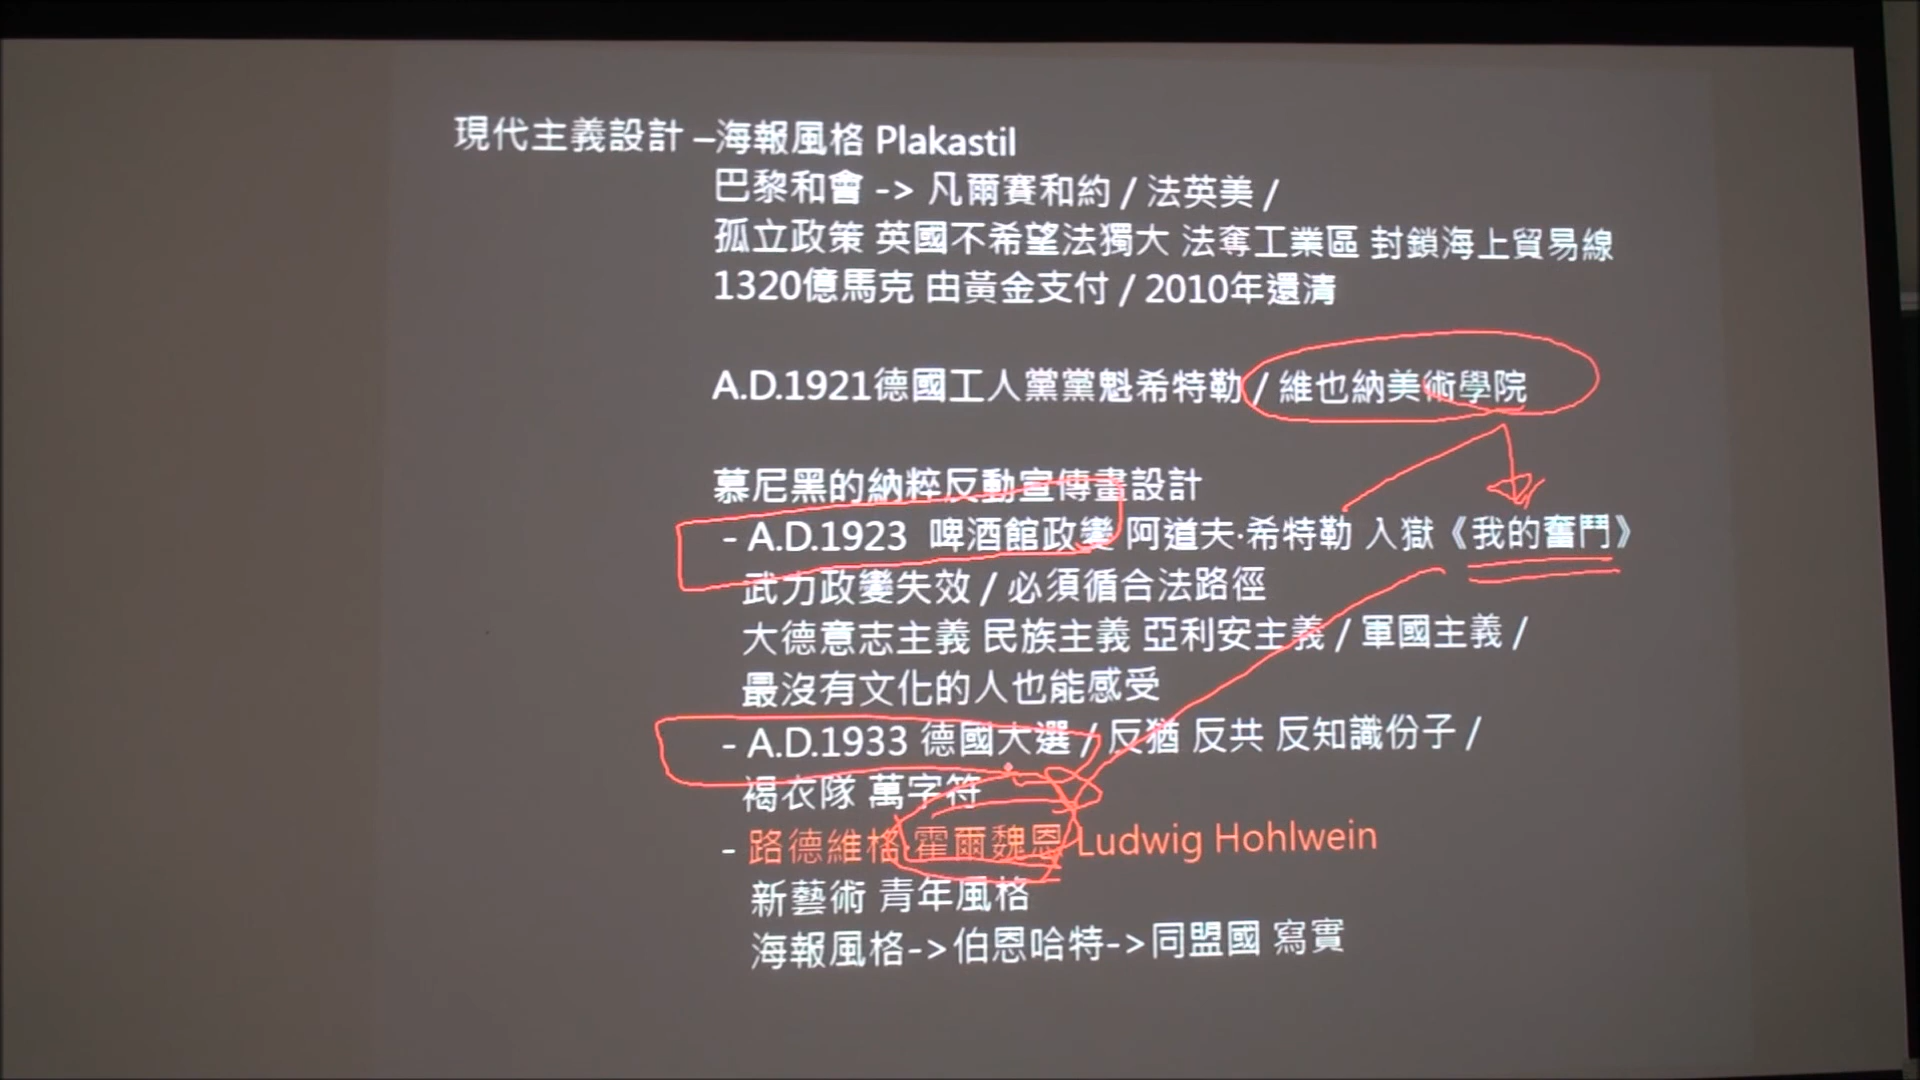 現代主義設計 –海報風格 Plakastil
巴黎和會 -> 凡爾賽和約 / 法英美 /
孤立政策 英國不希望法獨大 法奪工業區 封鎖海上貿易線
1320億馬克 由黃金支付 / 2010年還清
A.D.1921德國工人黨黨魁希特勒 / 維也納美術學院
慕尼黑的納粹反動宣傳畫設計
- A.D.1923 啤酒館政變 阿道夫·希特勒 入獄《我的奮鬥》
武力政變失效 / 必須循合法路徑
大德意志主義 民族主義 亞利安主義 / 軍國主義 /
最沒有文化的人也能感受
- A.D.1933 德國大選 / 反猶 反共 反知識份子 /
褐衣隊 萬字符
- 路德維格 霍爾魏恩 Ludwig Hohlwein
新藝術 青年風格
海報風格->伯恩哈特->同盟國 寫實